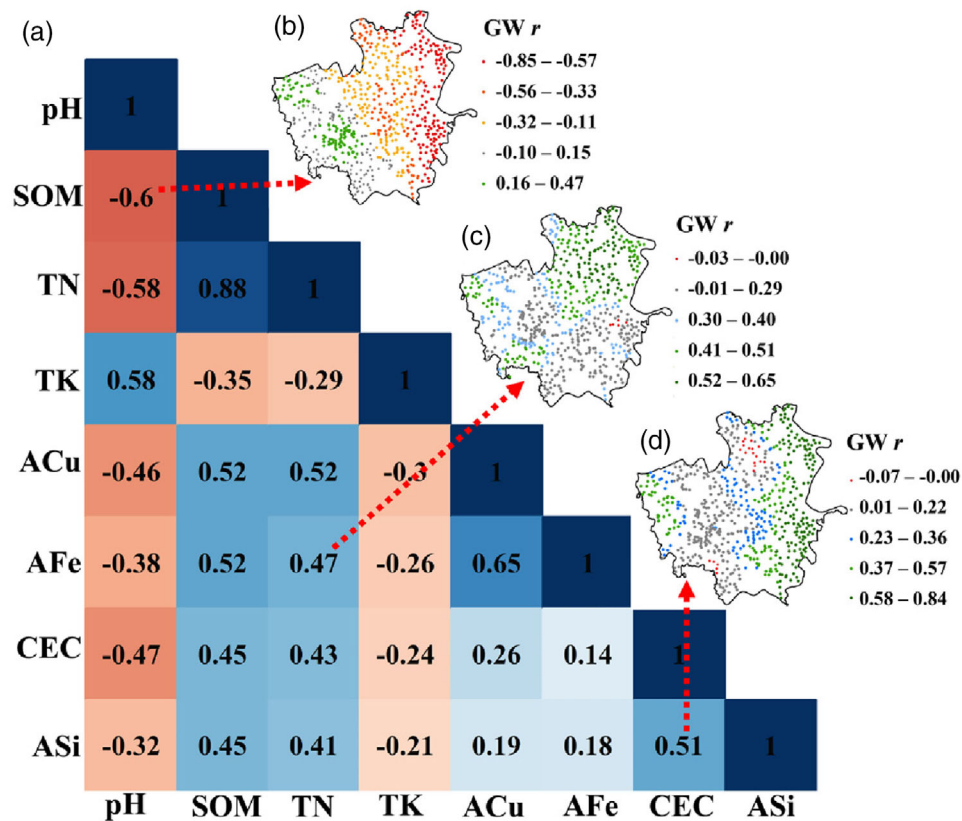 (a)
pH 1
SOM -0.6 1
TN -0.58 0.88 1
TK 0.58 -0.35 -0.29 1
ACu -0.46 0.52 0.52 -0.3 1
AFe -0.38 0.52 0.47 -0.26 0.65 1
CEC -0.47 0.45 0.43 -0.24 0.26 0.14 1
ASi -0.32 0.45 0.41 -0.21 0.19 0.18 0.51 1
pH SOM TN TK ACu AFe CEC ASi
(b)
GW r
-0.85 – -0.57
-0.56 – -0.33
-0.32 – -0.11
-0.10 – 0.15
0.16 – 0.47
(c)
GW r
-0.03 – -0.00
-0.01 – 0.29
0.30 – 0.40
0.41 – 0.51
0.52 – 0.65
(d)
GW r
-0.07 – -0.00
0.01 – 0.22
0.23 – 0.36
0.37 – 0.57
0.58 – 0.84